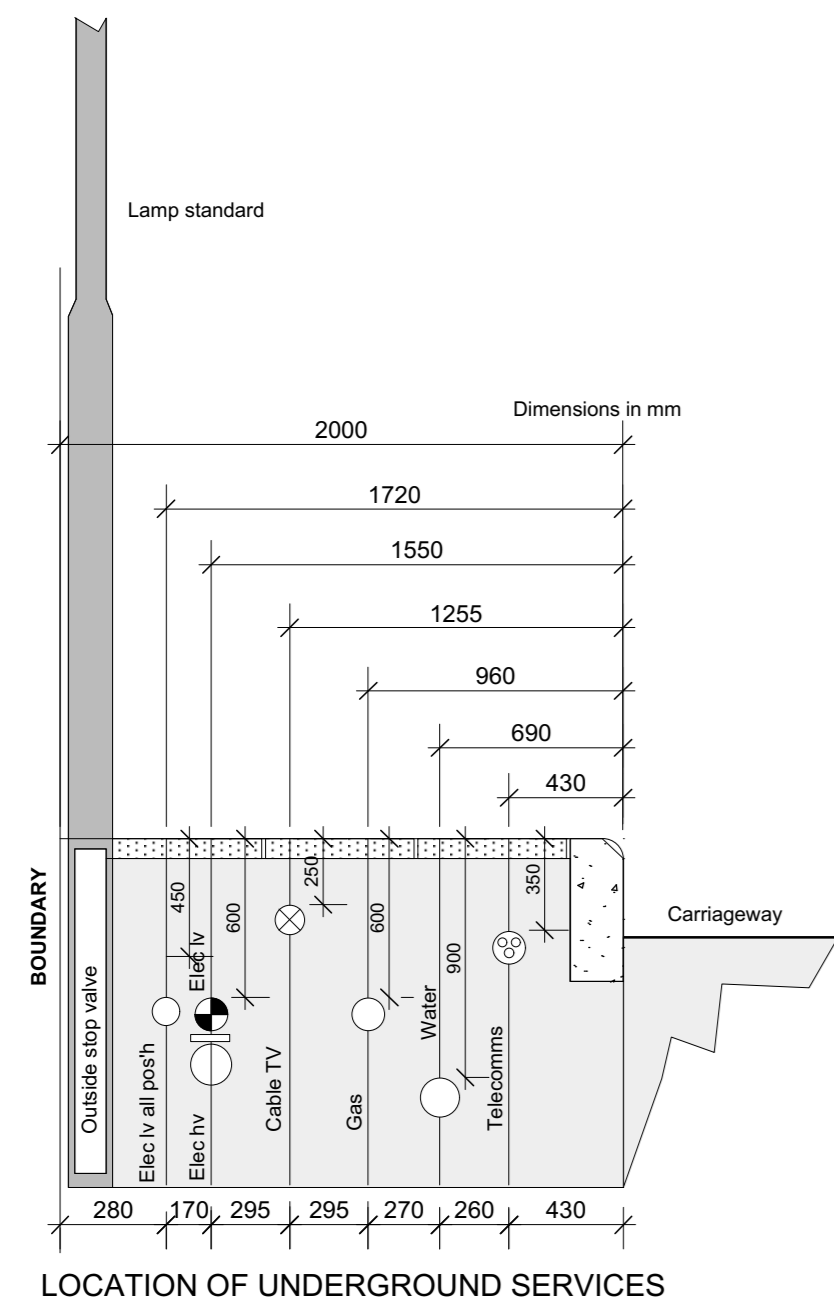 Lamp standard
Dimensions in mm
2000
1720
1550
1255
960
690
430
450
600
250
600
900
350
BOUNDARY
Outside stop valve
Elec lv all pos'h
Elec lv
Elec hv
Cable TV
Gas
Water
Telecomms
Carriageway
280
170
295
295
270
260
430
LOCATION OF UNDERGROUND SERVICES